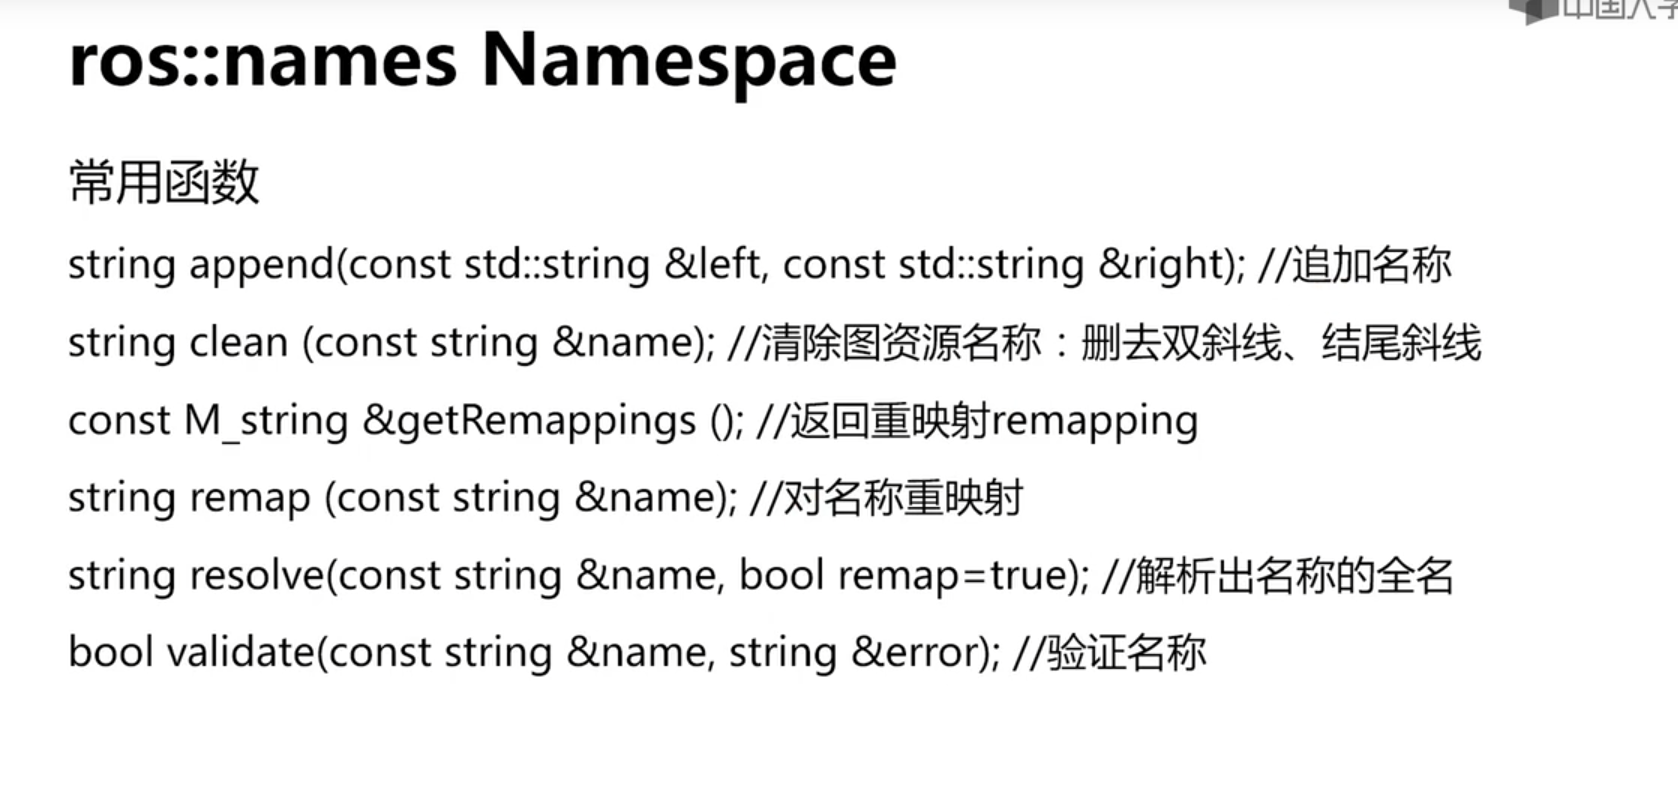 中国大学
ros::names Namespace
常用函数
string append(const std::string &left, const std::string &right); //追加名称
string clean (const string &name); //清除图资源名称：删去双斜线、结尾斜线
const M_string &getRemappings (); //返回重映射remapping
string remap (const string &name); //对名称重映射
string resolve(const string &name, bool remap=true); //解析出名称的全名
bool validate(const string &name, string &error); //验证名称